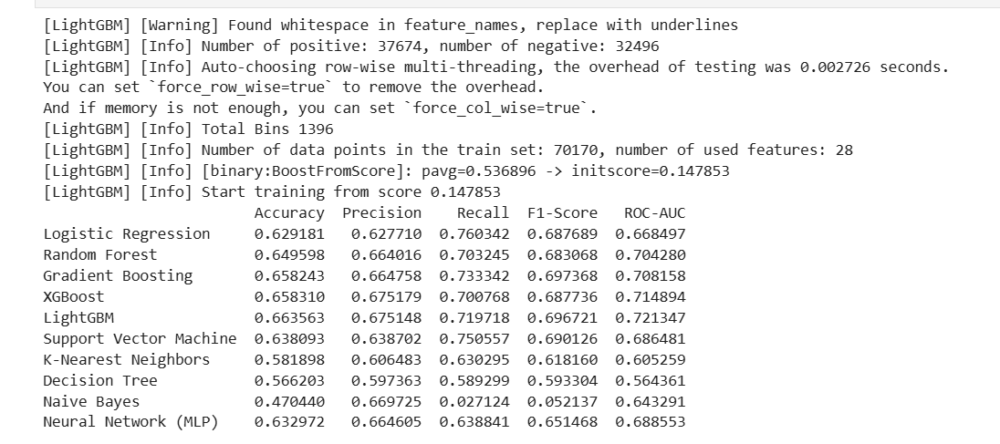 [LightGBM] [Warning] Found whitespace in feature_names, replace with underlines
[LightGBM] [Info] Number of positive: 37674, number of negative: 32496
[LightGBM] [Info] Auto-choosing row-wise multi-threading, the overhead of testing was 0.002726 seconds.
You can set `force_row_wise=true` to remove the overhead.
And if memory is not enough, you can set `force_col_wise=true`.
[LightGBM] [Info] Total Bins 1396
[LightGBM] [Info] Number of data points in the train set: 70170, number of used features: 28
[LightGBM] [Info] [binary:BoostFromScore]: pavg=0.536896 -> initscore=0.147853
[LightGBM] [Info] Start training from score 0.147853
Accuracy Precision Recall F1-Score ROC-AUC
Logistic Regression 0.629181 0.627710 0.760342 0.687689 0.668497
Random Forest 0.649598 0.664016 0.703245 0.683068 0.704280
Gradient Boosting 0.658243 0.664758 0.733342 0.697368 0.708158
XGBoost 0.658310 0.675179 0.700768 0.687736 0.714894
LightGBM 0.663563 0.675148 0.719718 0.696721 0.721347
Support Vector Machine 0.638093 0.638702 0.750557 0.690126 0.686481
K-Nearest Neighbors 0.581898 0.606483 0.630295 0.618160 0.605259
Decision Tree 0.566203 0.597363 0.589299 0.593304 0.564361
Naive Bayes 0.470440 0.669725 0.027124 0.052137 0.643291
Neural Network (MLP) 0.632972 0.664605 0.638841 0.651468 0.688553